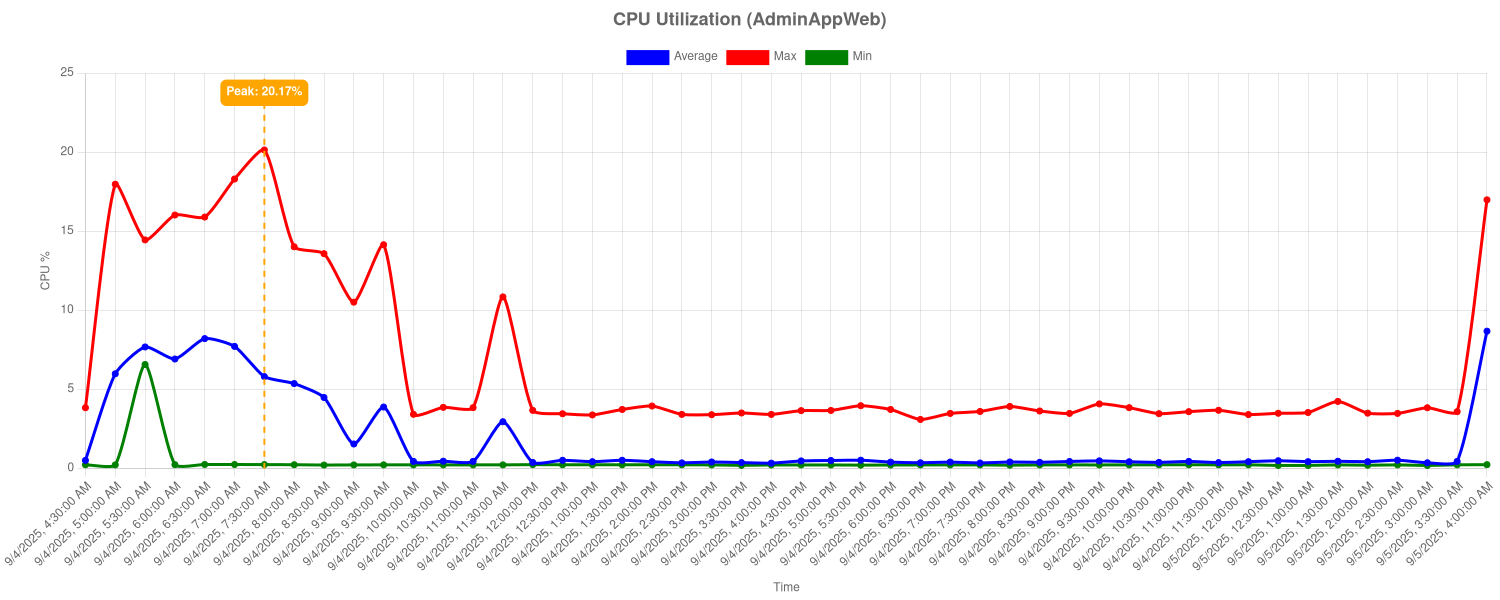 CPU Utilization (AdminAppWeb)
Average Max Min
Peak: 20.17%
25
20
15
10
5
0
CPU %
9/4/2025, 4:30:00 AM
9/4/2025, 5:00:00 AM
9/4/2025, 5:30:00 AM
9/4/2025, 6:00:00 AM
9/4/2025, 6:30:00 AM
9/4/2025, 7:00:00 AM
9/4/2025, 7:30:00 AM
9/4/2025, 8:00:00 AM
9/4/2025, 8:30:00 AM
9/4/2025, 9:00:00 AM
9/4/2025, 9:30:00 AM
9/4/2025, 10:00:00 AM
9/4/2025, 10:30:00 AM
9/4/2025, 11:00:00 AM
9/4/2025, 11:30:00 AM
9/4/2025, 12:00:00 PM
9/4/2025, 12:30:00 PM
9/4/2025, 1:00:00 PM
9/4/2025, 1:30:00 PM
9/4/2025, 2:00:00 PM
9/4/2025, 2:30:00 PM
9/4/2025, 3:00:00 PM
9/4/2025, 3:30:00 PM
9/4/2025, 4:00:00 PM
9/4/2025, 4:30:00 PM
9/4/2025, 5:00:00 PM
9/4/2025, 5:30:00 PM
9/4/2025, 6:00:00 PM
9/4/2025, 6:30:00 PM
9/4/2025, 7:00:00 PM
9/4/2025, 7:30:00 PM
9/4/2025, 8:00:00 PM
9/4/2025, 8:30:00 PM
9/4/2025, 9:00:00 PM
9/4/2025, 9:30:00 PM
9/4/2025, 10:00:00 PM
9/4/2025, 10:30:00 PM
9/4/2025, 11:00:00 PM
9/4/2025, 11:30:00 PM
9/5/2025, 12:00:00 AM
9/5/2025, 12:30:00 AM
9/5/2025, 1:00:00 AM
9/5/2025, 1:30:00 AM
9/5/2025, 2:00:00 AM
9/5/2025, 2:30:00 AM
9/5/2025, 3:00:00 AM
9/5/2025, 3:30:00 AM
9/5/2025, 4:00:00 AM
Time